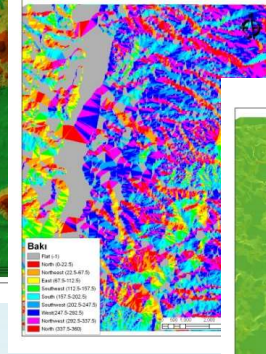 Bakı
Flat (-1)
North (0-22.5)
Northeast (22.5-67.5)
East (67.5-112.5)
Southeast (112.5-157.5)
South (157.5-202.5)
Southwest (202.5-247.5)
West(247.5-292.5)
Northwest (292.5-337.5)
North (337.5-360)